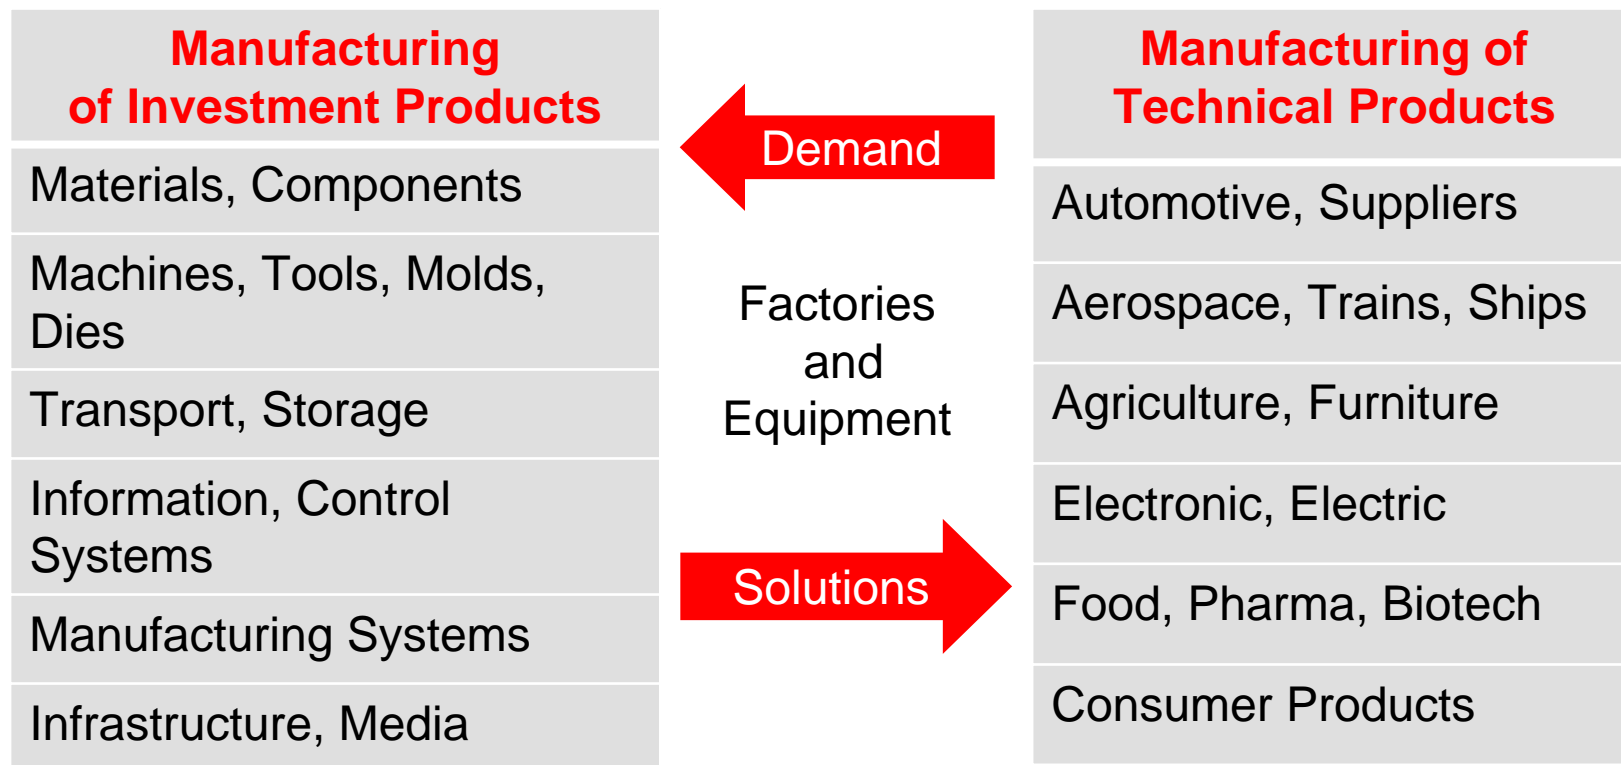 Manufacturing
of Investment Products
Materials, Components
Machines, Tools, Molds,
Dies
Transport, Storage
Information, Control
Systems
Manufacturing Systems
Infrastructure, Media
Demand
Factories
and
Equipment
Solutions
Manufacturing of
Technical Products
Automotive, Suppliers
Aerospace, Trains, Ships
Agriculture, Furniture
Electronic, Electric
Food, Pharma, Biotech
Consumer Products